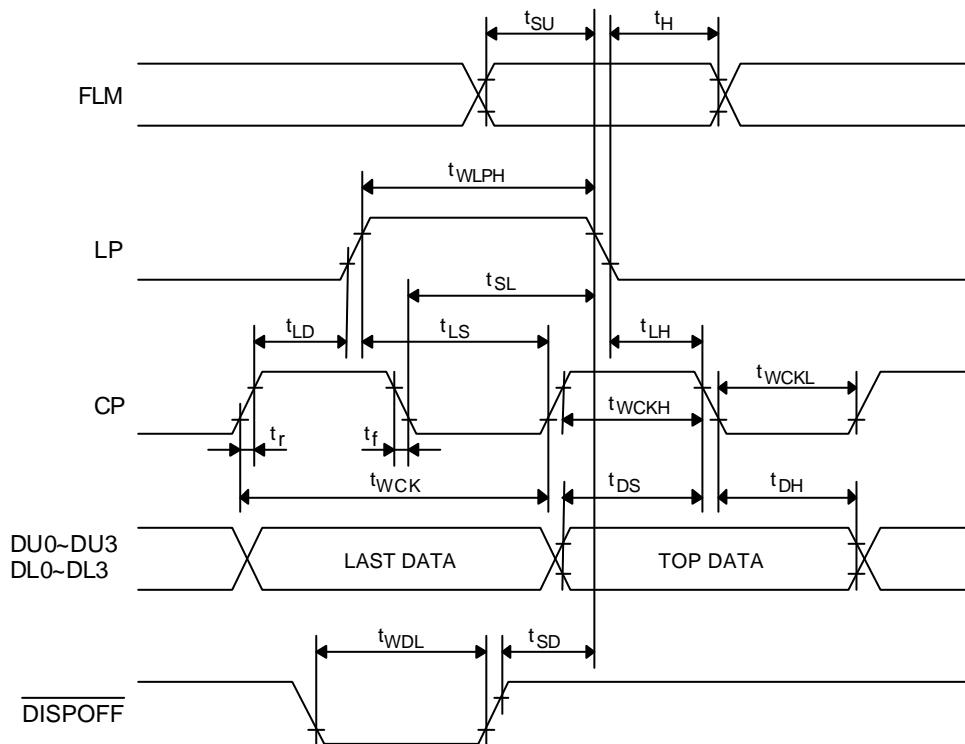 tSU
tH
FLM
tWLPH
LP
tSL
tLD
tLS
tLH
tWCKL
CP
tWCKH
tr
tf
tWCK
tDS
tDH
DU0~DU3
DL0~DL3
LAST DATA
TOP DATA
tWDL
tSD
DISPOFF